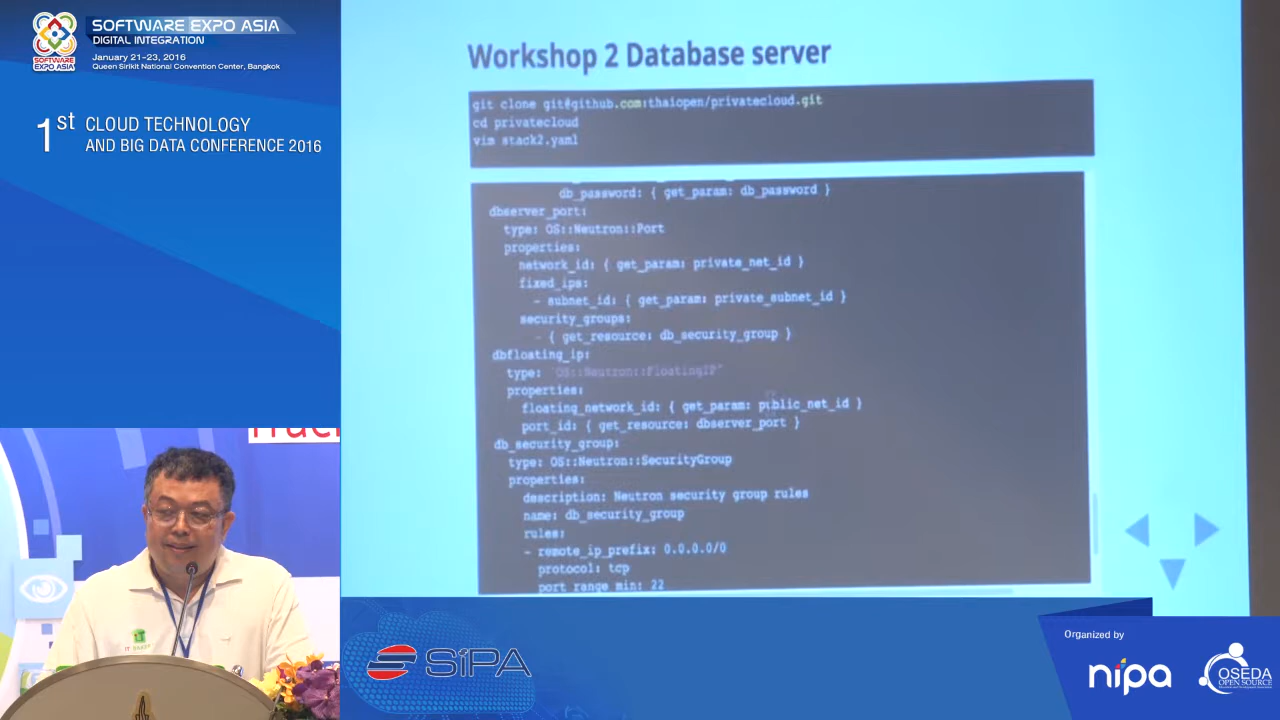 SOFTWARE EXPO ASIA
DIGITAL INTEGRATION
January 21-23, 2016
Queen Sirikit National Convention Center, Bangkok
SOFTWARE
EXPO ASIA
1st CLOUD TECHNOLOGY
AND BIG DATA CONFERENCE 2016
Workshop 2 Database server
git clone git@github.com:thaiopen/privatecloud.git
cd privatecloud
vim stack2.yaml
db_password: { get_param: db_password }
dbserver_port:
type: OS::Neutron::Port
properties:
network_id: { get_param: private_net_id }
fixed_ips:
- subnet_id: { get_param: private_subnet_id }
security_groups:
- { get_resource: db_security_group }
dbfloating_ip:
type: "OS::Neutron::FloatingIP"
properties:
floating_network_id: { get_param: public_net_id }
port_id: { get_resource: dbserver_port }
db_security_group:
type: OS::Neutron::SecurityGroup
properties:
description: Neutron security group rules
name: db_security_group
rules:
- remote_ip_prefix: 0.0.0.0/0
protocol: tcp
port_range_min: 22
SiPA
Organized by
nipa
OSEDA
OPEN SOURCE